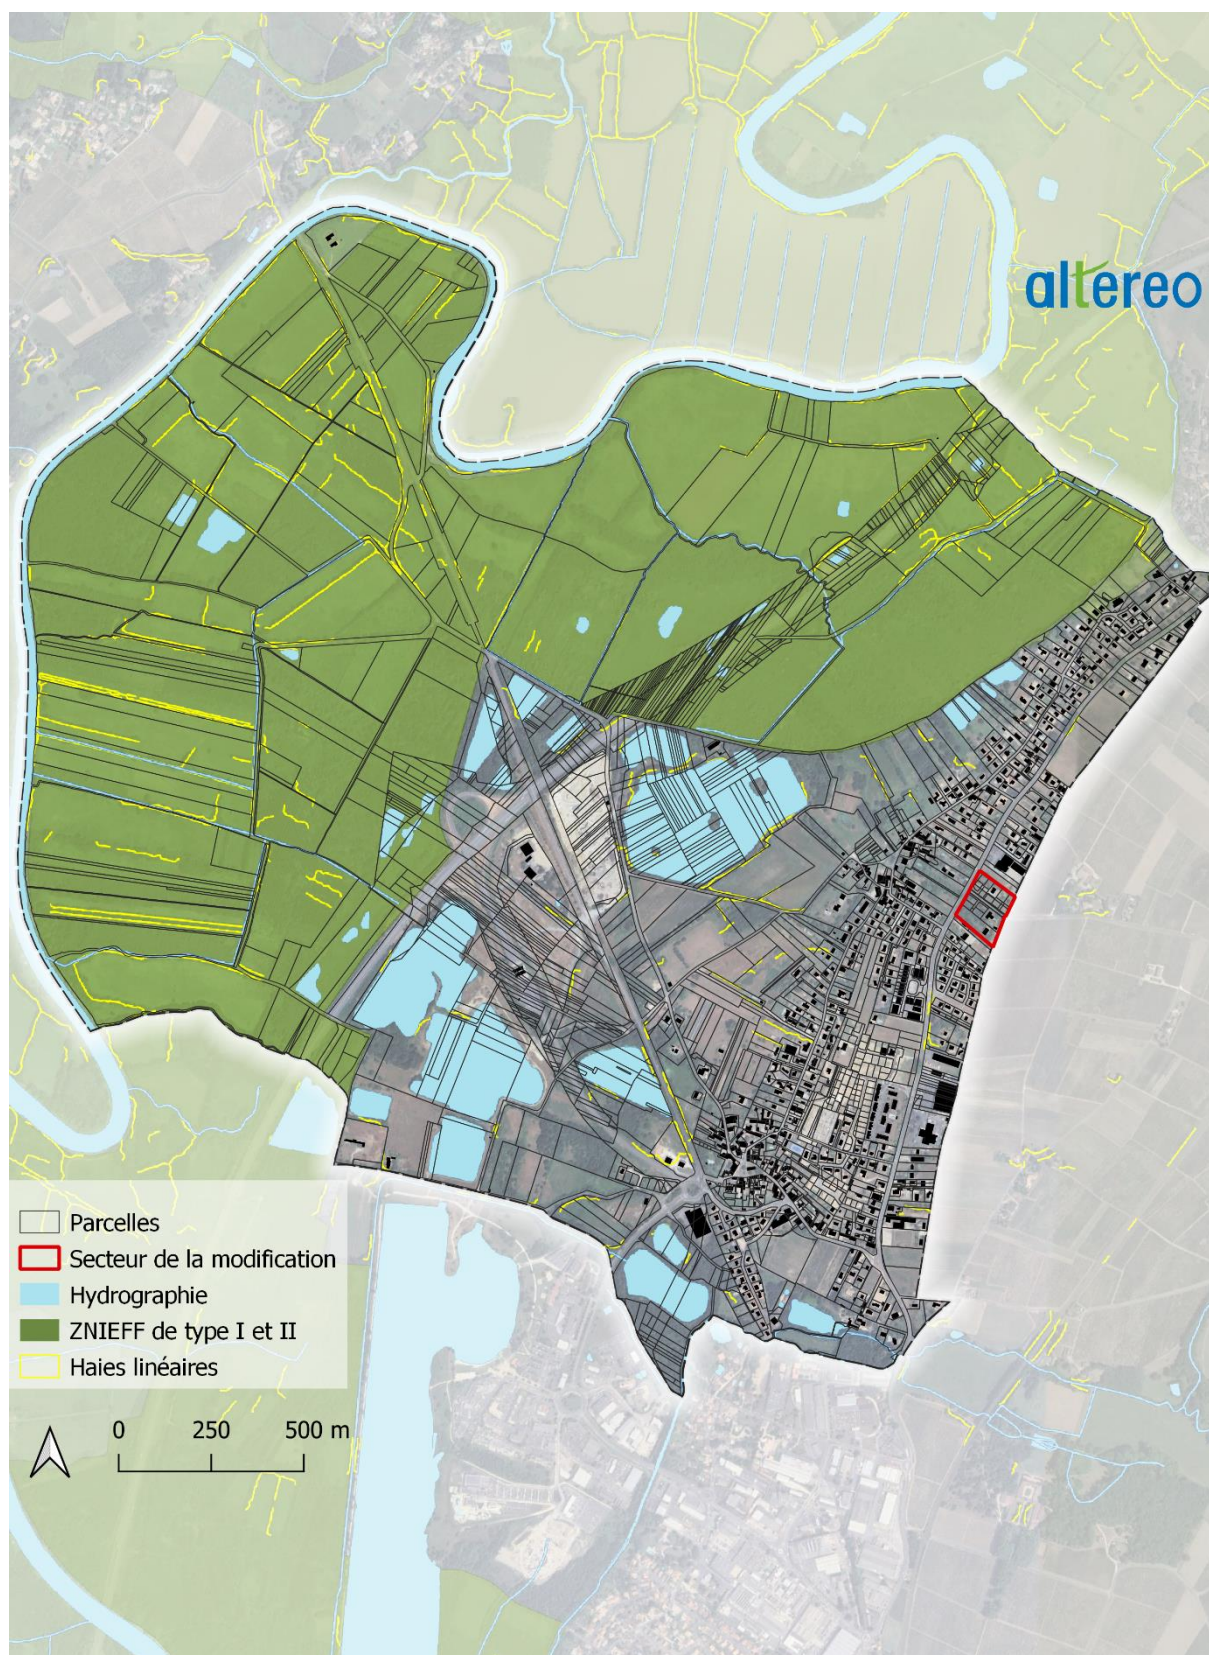 altereo
Parcelles
Secteur de la modification
Hydrographie
ZNIEFF de type I et II
Haies linéaires
0 250 500 m